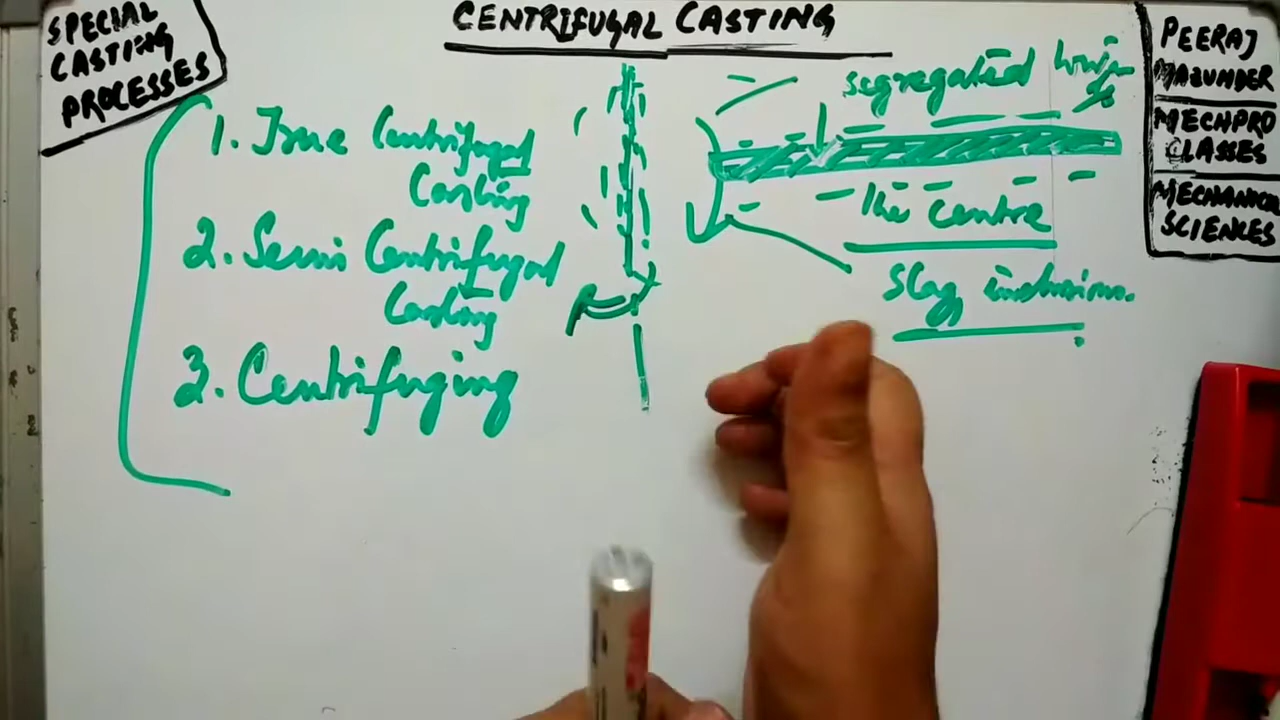 SPECIAL
CASTING
PROCESSES
CENTRIFUGAL CASTING
1. True Centrifugal
Casting
2. Semi Centrifugal
Casting
3. Centrifuging
segregated
the centre
slag inclusions.
PEERAJ
MAZUMDER
MECHPRO
CLASSES
MECHANICAL
SCIENCES